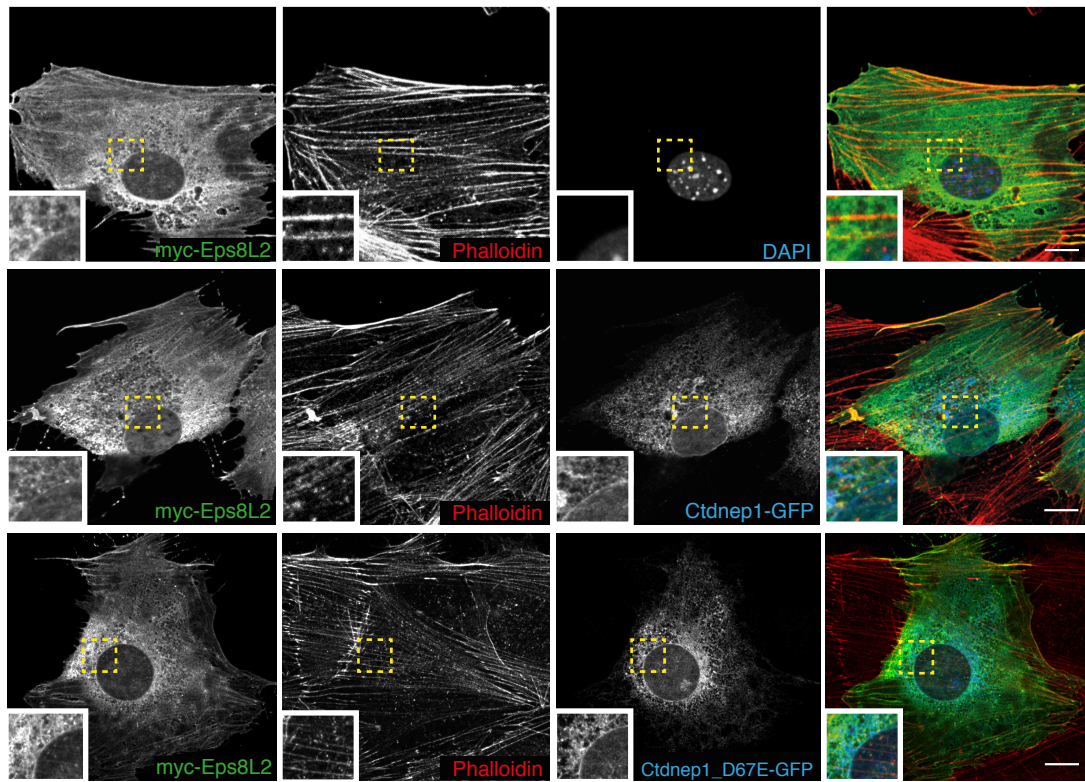 myc-Eps8L2 Phalloidin DAPI
myc-Eps8L2 Phalloidin Ctdnep1-GFP
myc-Eps8L2 Phalloidin Ctdnep1_D67E-GFP